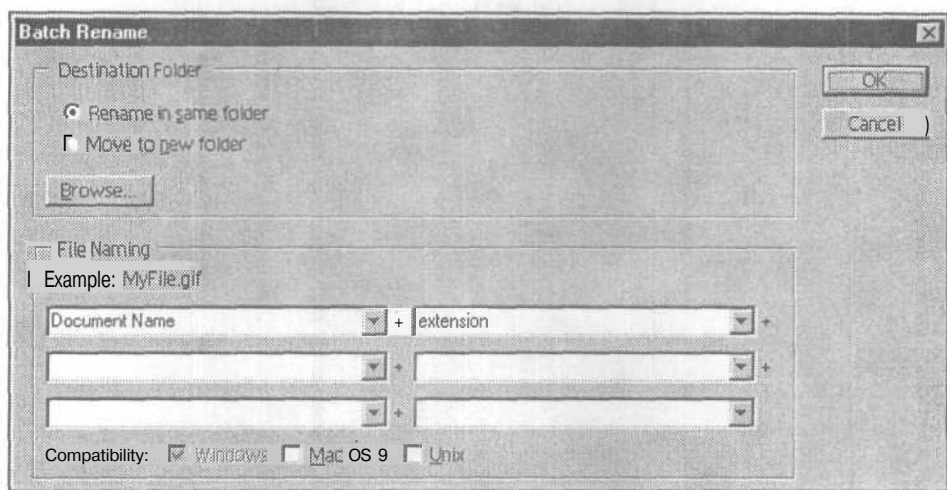 Batch Rename
Destination Folder
OK
Rename in same folder
Cancel
Move to new folder
Browse...
File Naming
Example: MyFile.gif
Document Name + extension +
+ +
+
Compatibility: Windows Mac OS 9 Unix